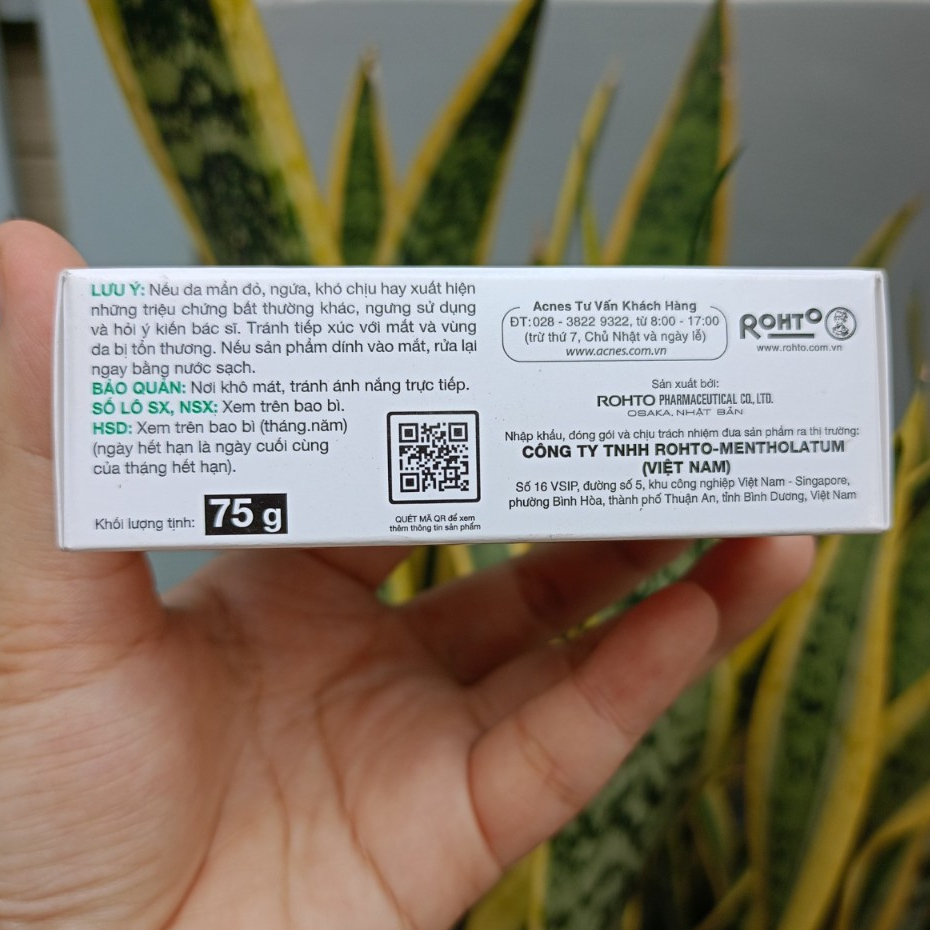 LƯU Ý: Nếu da mẩn đỏ, ngứa, khó chịu hay xuất hiện
những triệu chứng bất thường khác, ngưng sử dụng
và hỏi ý kiến bác sĩ. Tránh tiếp xúc với mắt và vùng
da bị tổn thương. Nếu sản phẩm dính vào mắt, rửa lại
ngay bằng nước sạch.
BẢO QUẢN: Nơi khô mát, tránh ánh nắng trực tiếp.
SỐ LÔ SX, NSX: Xem trên bao bì.
HSD: Xem trên bao bì (tháng.năm)
(ngày hết hạn là ngày cuối cùng
của tháng hết hạn).
Khối lượng tịnh: 75 g
QUÉT MÃ QR để xem
thêm thông tin sản phẩm
Acnes Tư Vấn Khách Hàng
ĐT: 028 - 3822 9322, từ 8:00 - 17:00
(trừ thứ 7, Chủ Nhật và ngày lễ)
www.acnes.com.vn
ROHTO
www.rohto.com.vn
Sản xuất bởi:
ROHTO PHARMACEUTICAL CO., LTD.
OSAKA, NHẬT BẢN
Nhập khẩu, đóng gói và chịu trách nhiệm đưa sản phẩm ra thị trường:
CÔNG TY TNHH ROHTO-MENTHOLATUM
(VIỆT NAM)
Số 16 VSIP, đường số 5, khu công nghiệp Việt Nam - Singapore,
phường Bình Hòa, thành phố Thuận An, tỉnh Bình Dương, Việt Nam